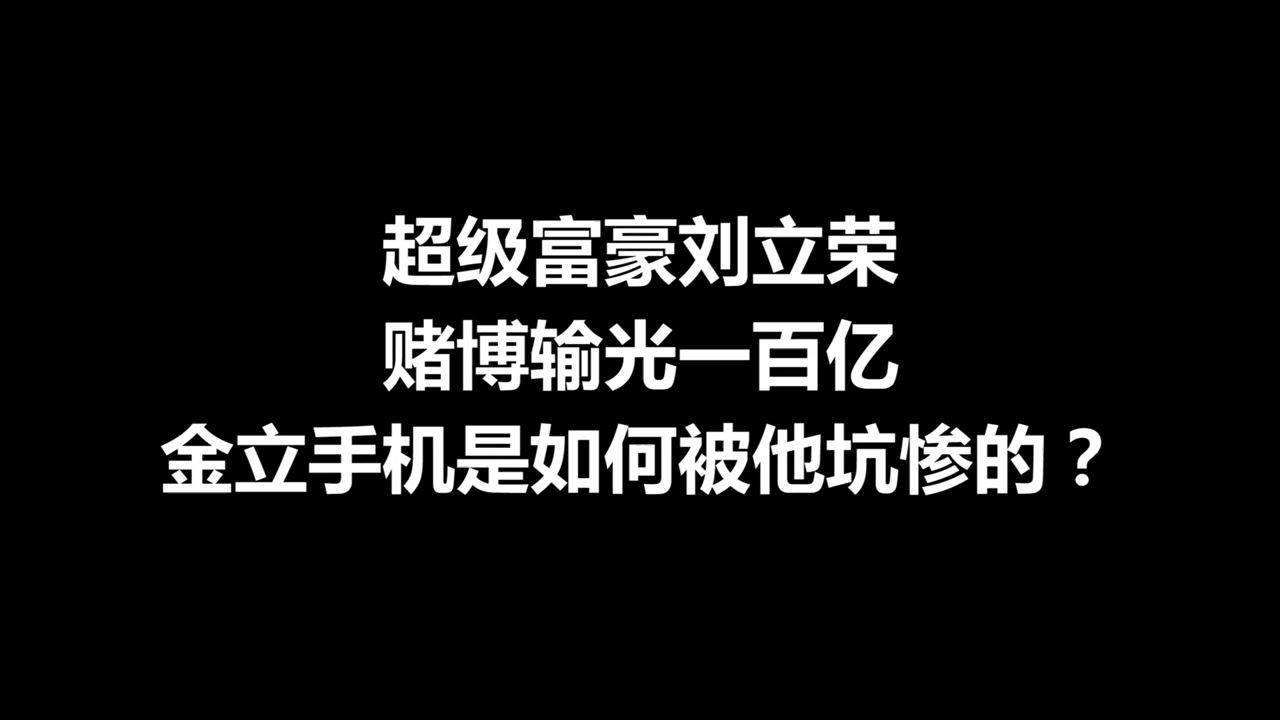 超级富豪刘立荣
赌博输光一百亿
金立手机是如何被他坑惨的？